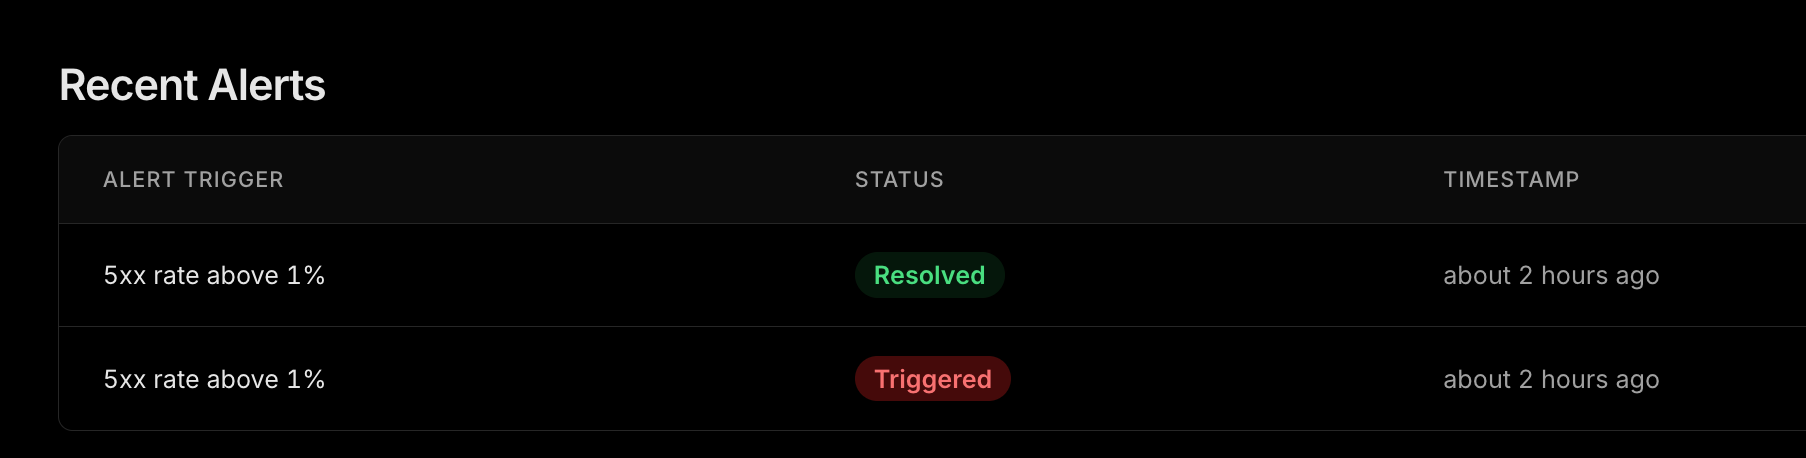 Recent Alerts
ALERT TRIGGER STATUS TIMESTAMP
5xx rate above 1% Resolved about 2 hours ago
5xx rate above 1% Triggered about 2 hours ago